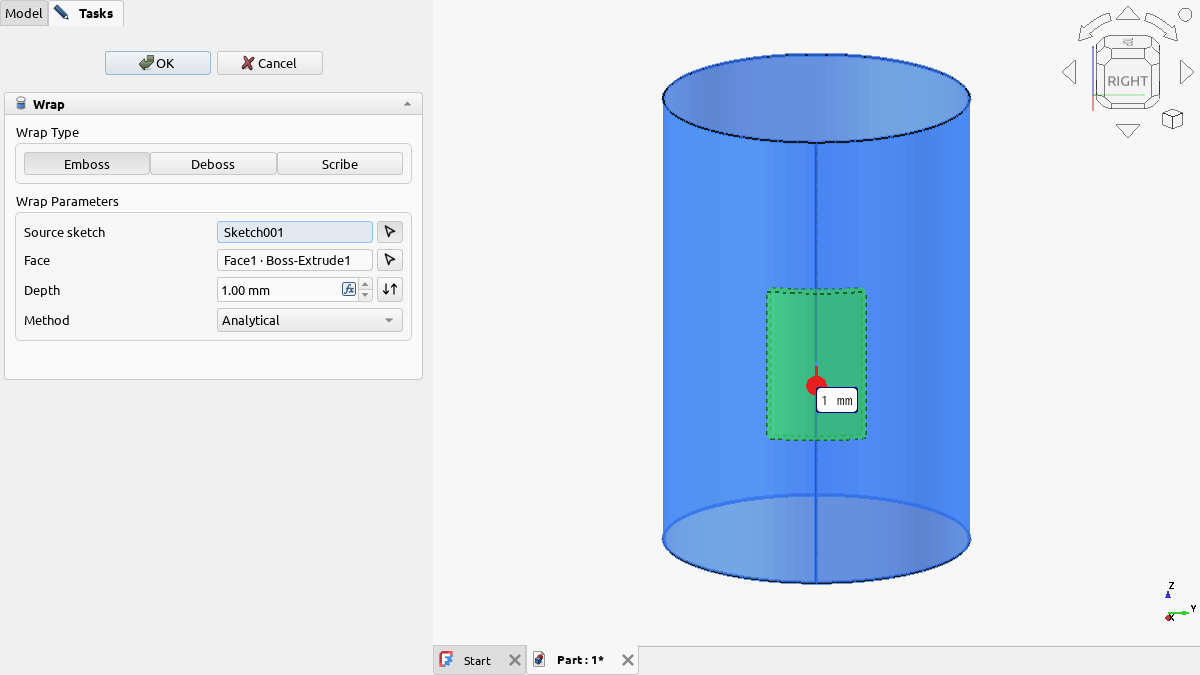 Model
Tasks
OK
Cancel
Wrap
Wrap Type
Emboss
Deboss
Scribe
Wrap Parameters
Source sketch
Sketch001
Face
Face1 · Boss-Extrude1
Depth
1.00 mm
fx
Method
Analytical
1 mm
RIGHT
Z
Y
X
Start
Part : 1*